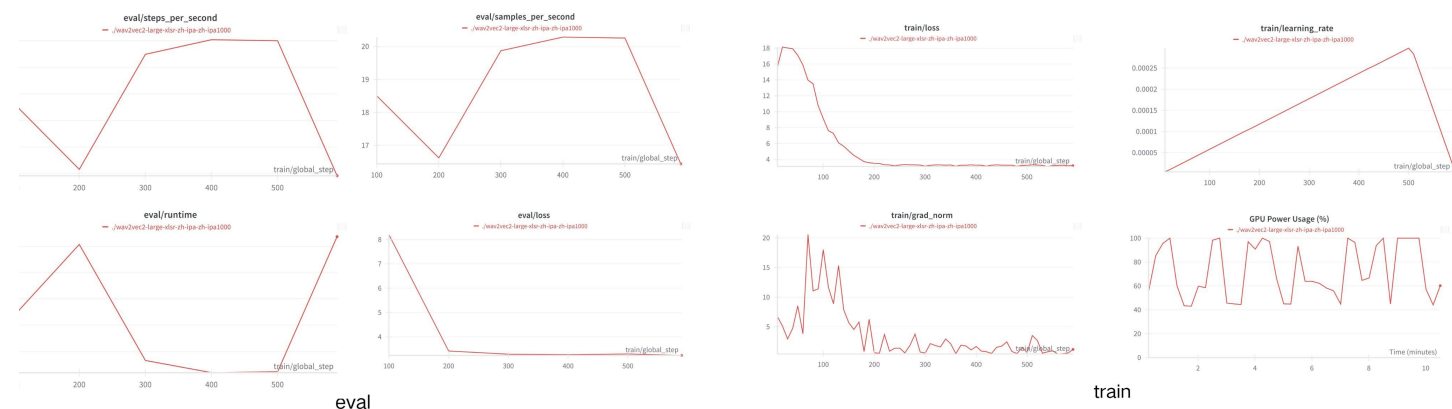 eval/steps_per_second
./wav2vec2-large-xlsr-zh-ipa-zh-ipa1000
train/global_step
200 300 400 500
eval/samples_per_second
./wav2vec2-large-xlsr-zh-ipa-zh-ipa1000
20
19
18
17
train/global_step
100 200 300 400 500
eval/runtime
./wav2vec2-large-xlsr-zh-ipa-zh-ipa1000
train/global_step
200 300 400 500
eval/loss
./wav2vec2-large-xlsr-zh-ipa-zh-ipa1000
8
7
6
5
4
train/global_step
100 200 300 400 500
eval
train/loss
./wav2vec2-large-xlsr-zh-ipa-zh-ipa1000
18
16
14
12
10
8
6
4
train/global_step
100 200 300 400 500
train/learning_rate
./wav2vec2-large-xlsr-zh-ipa-zh-ipa1000
0.00025
0.0002
0.00015
0.0001
0.00005
train/global_step
100 200 300 400 500
train/grad_norm
./wav2vec2-large-xlsr-zh-ipa-zh-ipa1000
20
15
10
5
train/global_step
100 200 300 400 500
GPU Power Usage (%)
./wav2vec2-large-xlsr-zh-ipa-zh-ipa1000
100
80
60
40
20
0
Time (minutes)
2 4 6 8 10
train